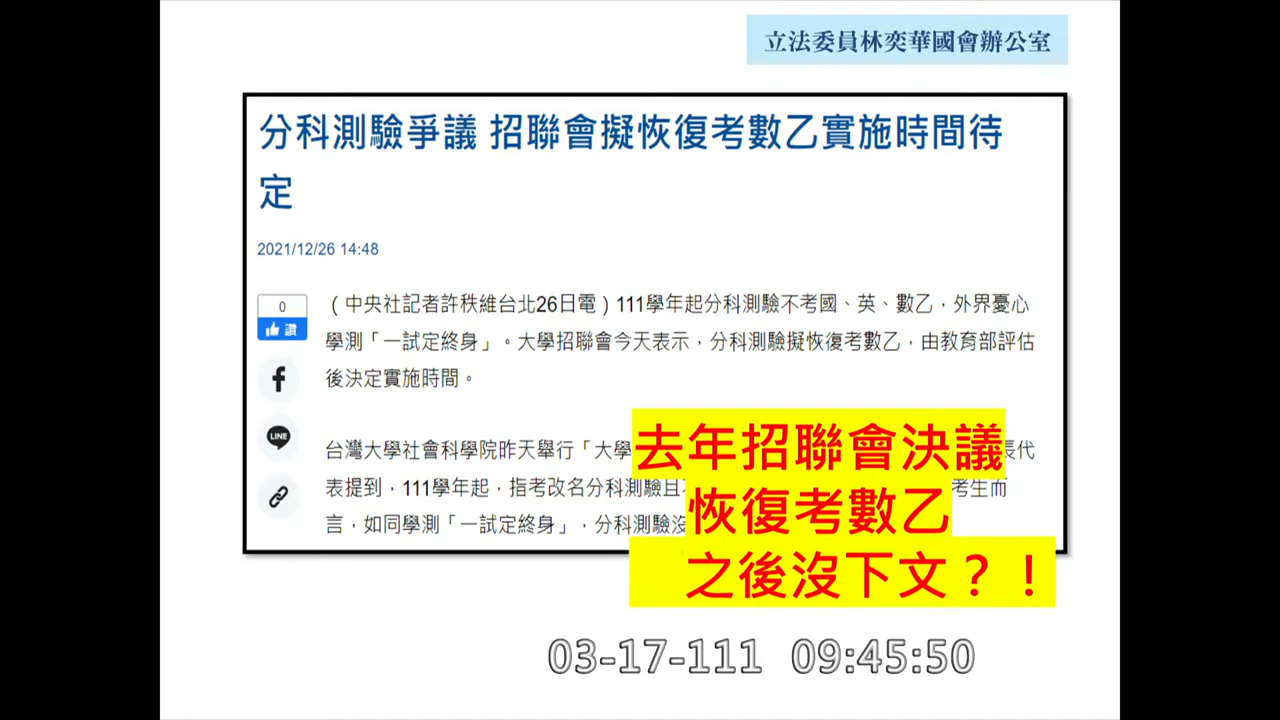 立法委員林奕華國會辦公室
分科測驗爭議 招聯會擬恢復考數乙實施時間待
定
2021/12/26 14:48
0
讚
(中央社記者許秩維台北26日電)111學年起分科測驗不考國、英、數乙，外界憂心
學測「一試定終身」。大學招聯會今天表示，分科測驗擬恢復考數乙，由教育部評估
後決定實施時間。
LINE
台灣大學社會科學院昨天舉行「大學 長代
表提到，111學年起，指考改名分科測驗且 考生而
言，如同學測「一試定終身」，分科測驗沒
去年招聯會決議
恢復考數乙
之後沒下文？！
03-17-111 09:45:50